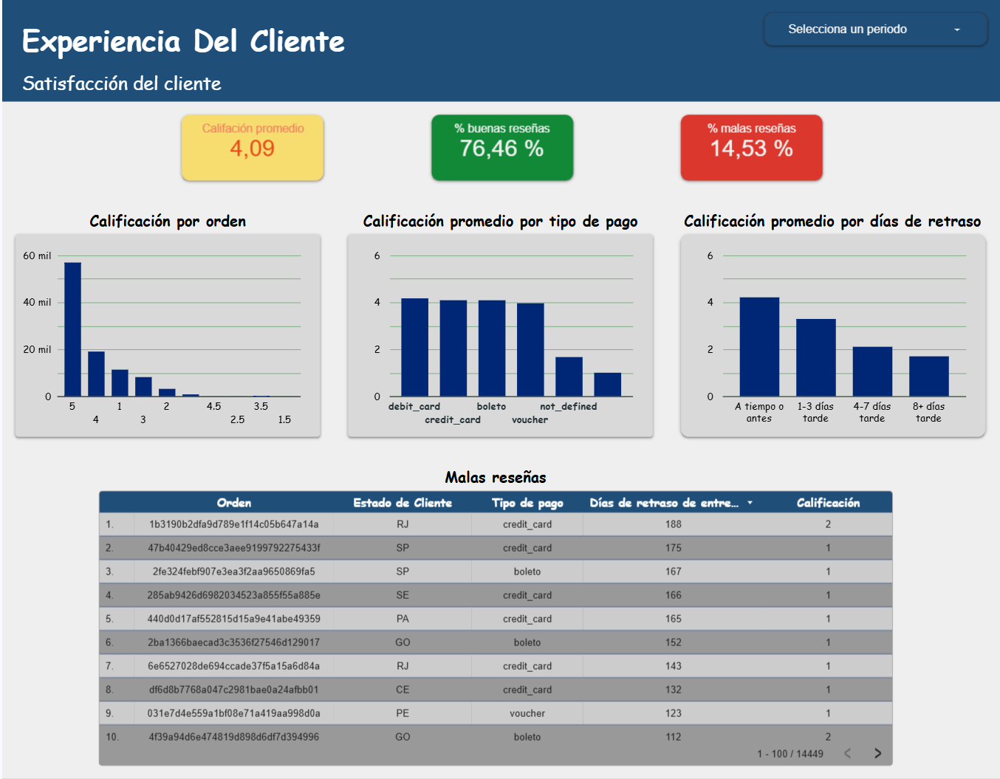 Experiencia Del Cliente
Selecciona un periodo
Satisfacción del cliente
Califación promedio
4,09
% buenas reseñas
76,46 %
% malas reseñas
14,53 %
Calificación por orden
60 mil
40 mil
20 mil
0
5 1 2 4.5 3.5
4 3 2.5 1.5
Calificación promedio por tipo de pago
6
4
2
0
debit_card boleto not_defined
credit_card voucher
Calificación promedio por días de retraso
6
4
2
0
A tiempo o antes
1-3 días tarde
4-7 días tarde
8+ días tarde
Malas reseñas
Orden Estado de Cliente Tipo de pago Días de retraso de entre... Calificación
1. 1b3190b2dfa9d789e1f14c05b647a14a RJ credit_card 188 2
2. 47b40429ed8cce3aee9199792275433f SP credit_card 175 1
3. 2fe324febf907e3ea3f2aa9650869fa5 SP boleto 167 1
4. 285ab9426d6982034523a855f55a885e SE credit_card 166 1
5. 440d0d17af552815d15a9e41abe49359 PA credit_card 165 1
6. 2ba1366baecad3c3536f27546d129017 GO boleto 152 1
7. 6e6527028de694ccade37f5a15a6d84a RJ credit_card 143 1
8. df6d8b7768a047c2981bae0a24afbb01 CE credit_card 132 1
9. 031e7d4e559a1bf08e71a419aa998d0a PE voucher 123 1
10. 4f39a94d6e474819d898d6df7d394996 GO boleto 112 2
1 - 100 / 14449